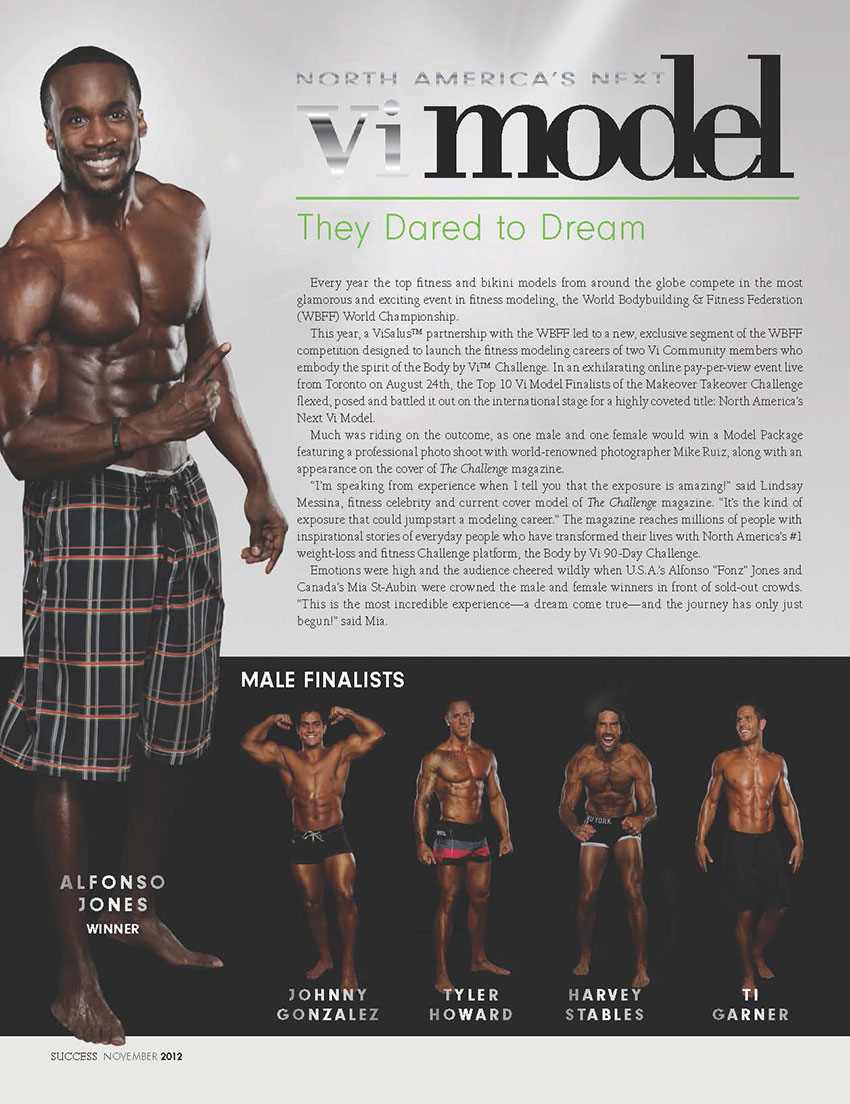 NORTH AMERICA'S NEXT
Vi model
They Dared to Dream
Every year the top fitness and bikini models from around the globe compete in the most
glamorous and exciting event in fitness modeling, the World Bodybuilding & Fitness Federation
(WBFF) World Championship.
This year, a ViSalus™ partnership with the WBFF led to a new, exclusive segment of the WBFF
competition designed to launch the fitness modeling careers of two Vi Community members who
embody the spirit of the Body by Vi™ Challenge. In an exhilarating online pay-per-view event live
from Toronto on August 24th, the Top 10 Vi Model Finalists of the Makeover Takeover Challenge
flexed, posed and battled it out on the international stage for a highly coveted title: North America's
Next Vi Model.
Much was riding on the outcome, as one male and one female would win a Model Package
featuring a professional photo shoot with world-renowned photographer Mike Ruiz, along with an
appearance on the cover of The Challenge magazine.
“I'm speaking from experience when I tell you that the exposure is amazing!” said Lindsay
Messina, fitness celebrity and current cover model of The Challenge magazine. “It's the kind of
exposure that could jumpstart a modeling career.” The magazine reaches millions of people with
inspirational stories of everyday people who have transformed their lives with North America's #1
weight-loss and fitness Challenge platform, the Body by Vi 90-Day Challenge.
Emotions were high and the audience cheered wildly when U.S.A.'s Alfonso “Fonz” Jones and
Canada's Mia St-Aubin were crowned the male and female winners in front of sold-out crowds.
“This is the most incredible experience—a dream come true—and the journey has only just
begun!” said Mia.
MALE FINALISTS
YORK
ALFONSO
JONES
WINNER
JOHNNY
GONZALEZ
TYLER
HOWARD
HARVEY
STABLES
TI
GARNER
SUCCESS NOVEMBER 2012